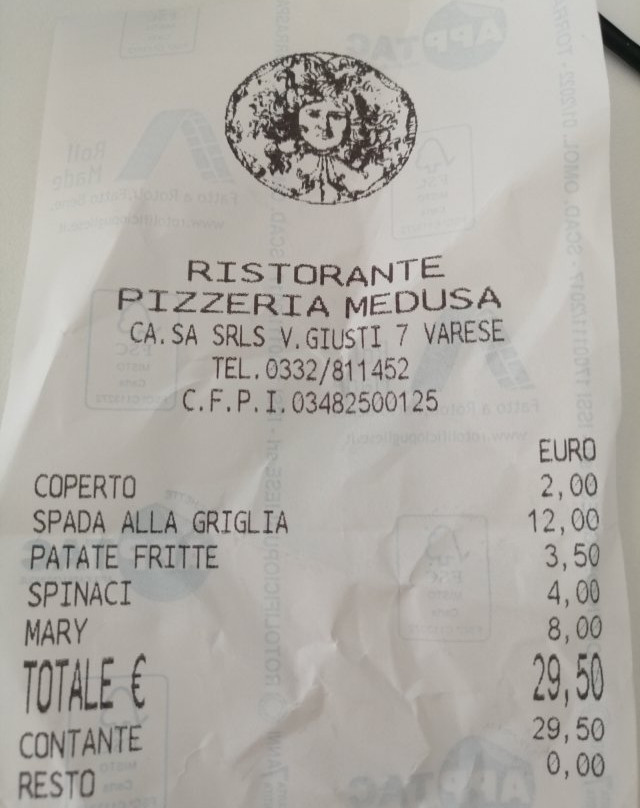 RISTORANTE
PIZZERIA MEDUSA
CA.SA SRLS V.GIUSTI 7 VARESE
TEL.0332/811452
C.F.P.I.03482500125
EURO
COPERTO 2,00
SPADA ALLA GRIGLIA 12,00
PATATE FRITTE 3,50
SPINACI 4,00
MARY 8,00
TOTALE € 29,50
CONTANTE 29,50
RESTO 0,00